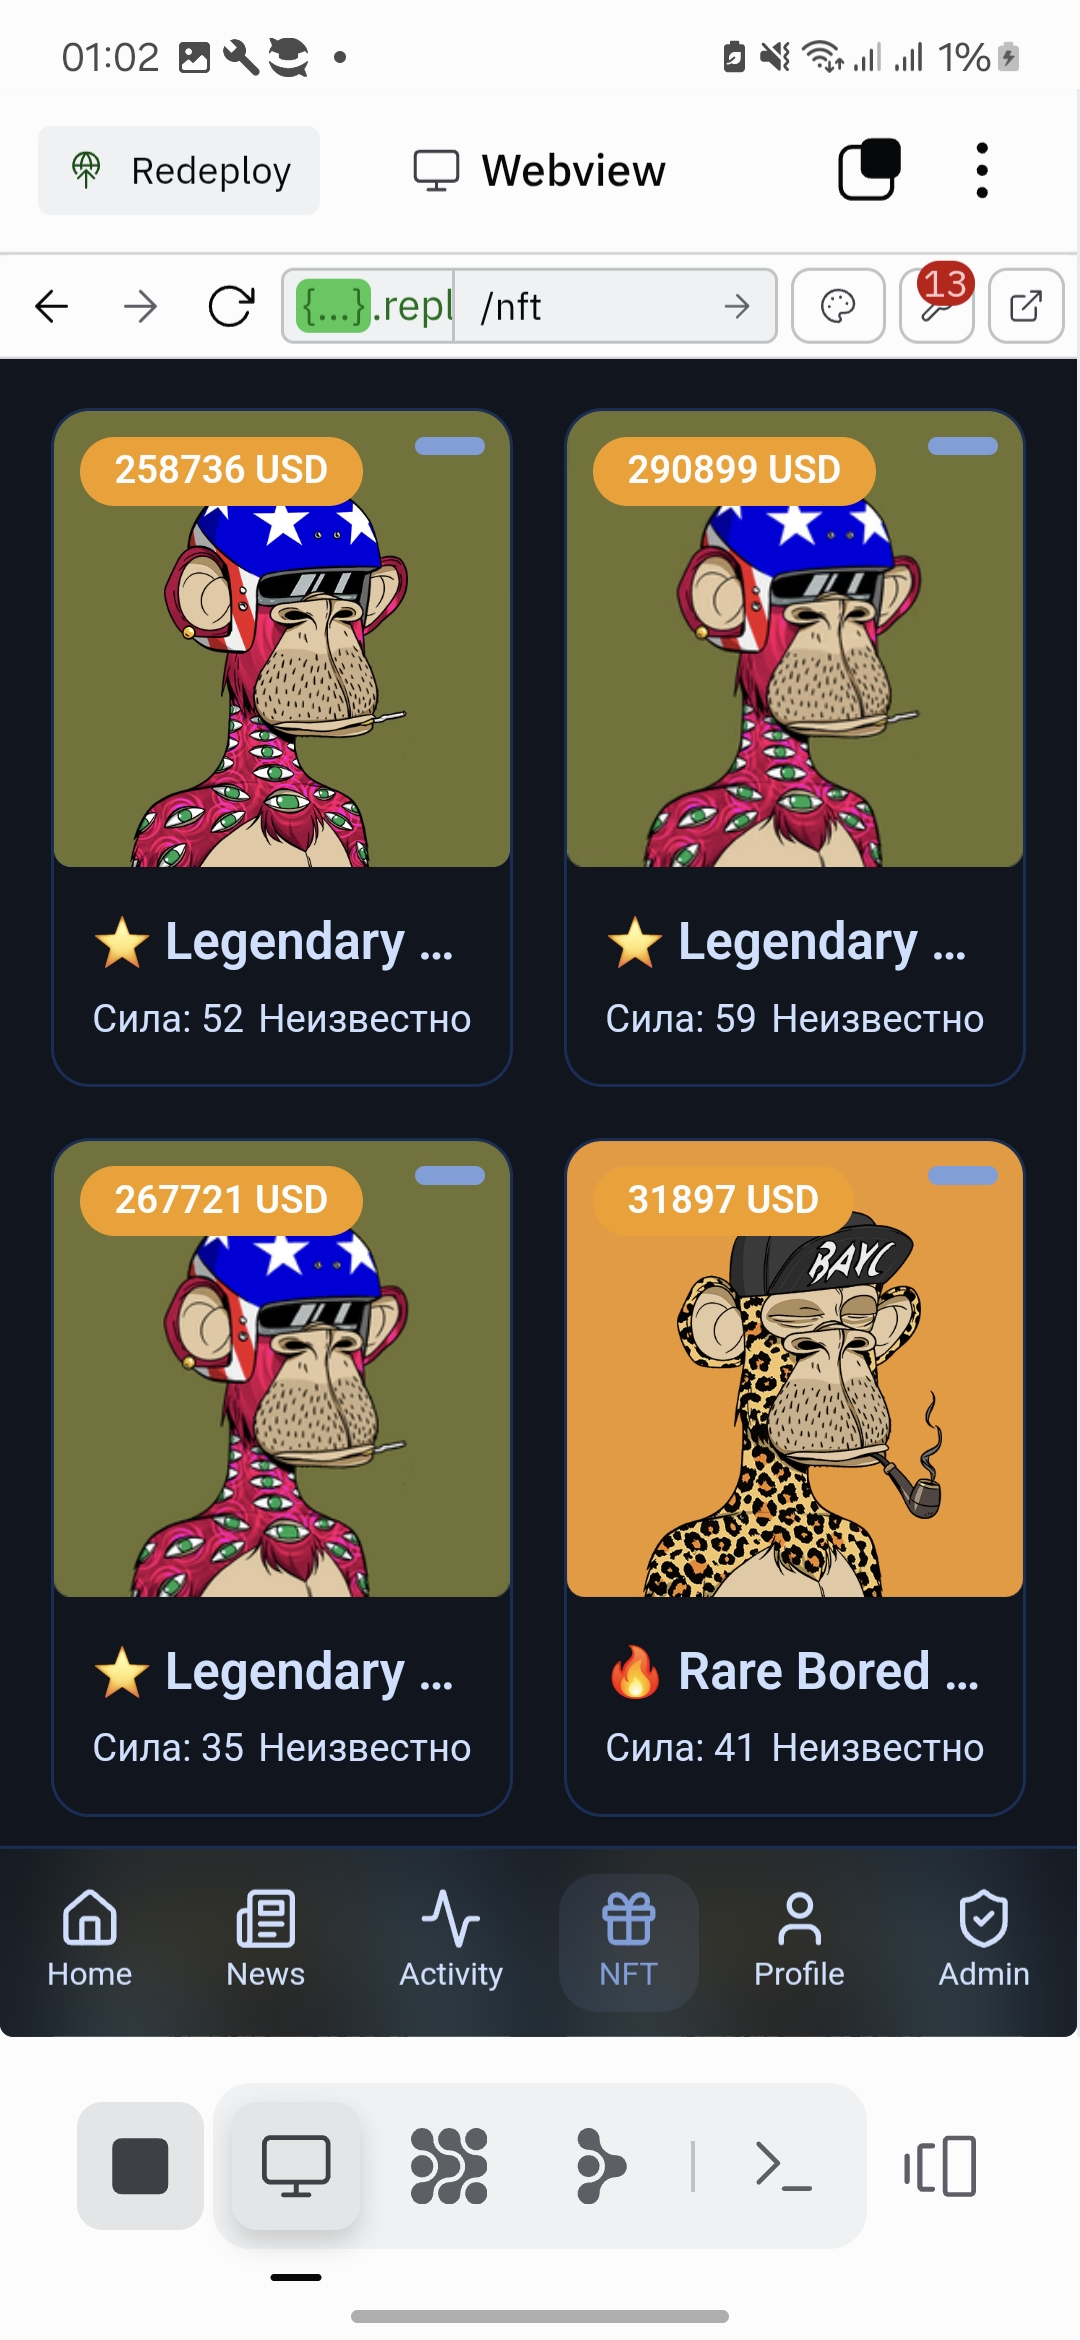 01:02
1%
Redeploy
Webview
13
{...}.repl
/nft
258736 USD
290899 USD
⭐ Legendary ...
⭐ Legendary ...
Сила: 52 Неизвестно
Сила: 59 Неизвестно
267721 USD
31897 USD
BAYC
⭐ Legendary ...
🔥 Rare Bored ...
Сила: 35 Неизвестно
Сила: 41 Неизвестно
Home
News
Activity
NFT
Profile
Admin